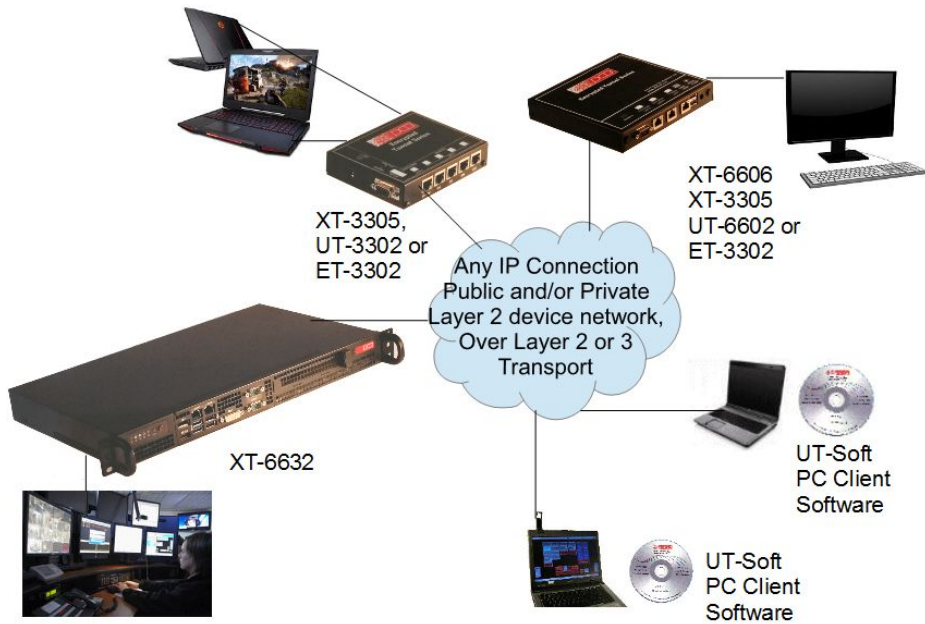 XT-3305,
UT-3302 or
ET-3302
XT-6606
XT-3305
UT-6602 or
ET-3302
Any IP Connection
Public and/or Private
Layer 2 device network,
Over Layer 2 or 3
Transport
XT-6632
UT-Soft
PC Client
Software
UT-Soft
PC Client
Software